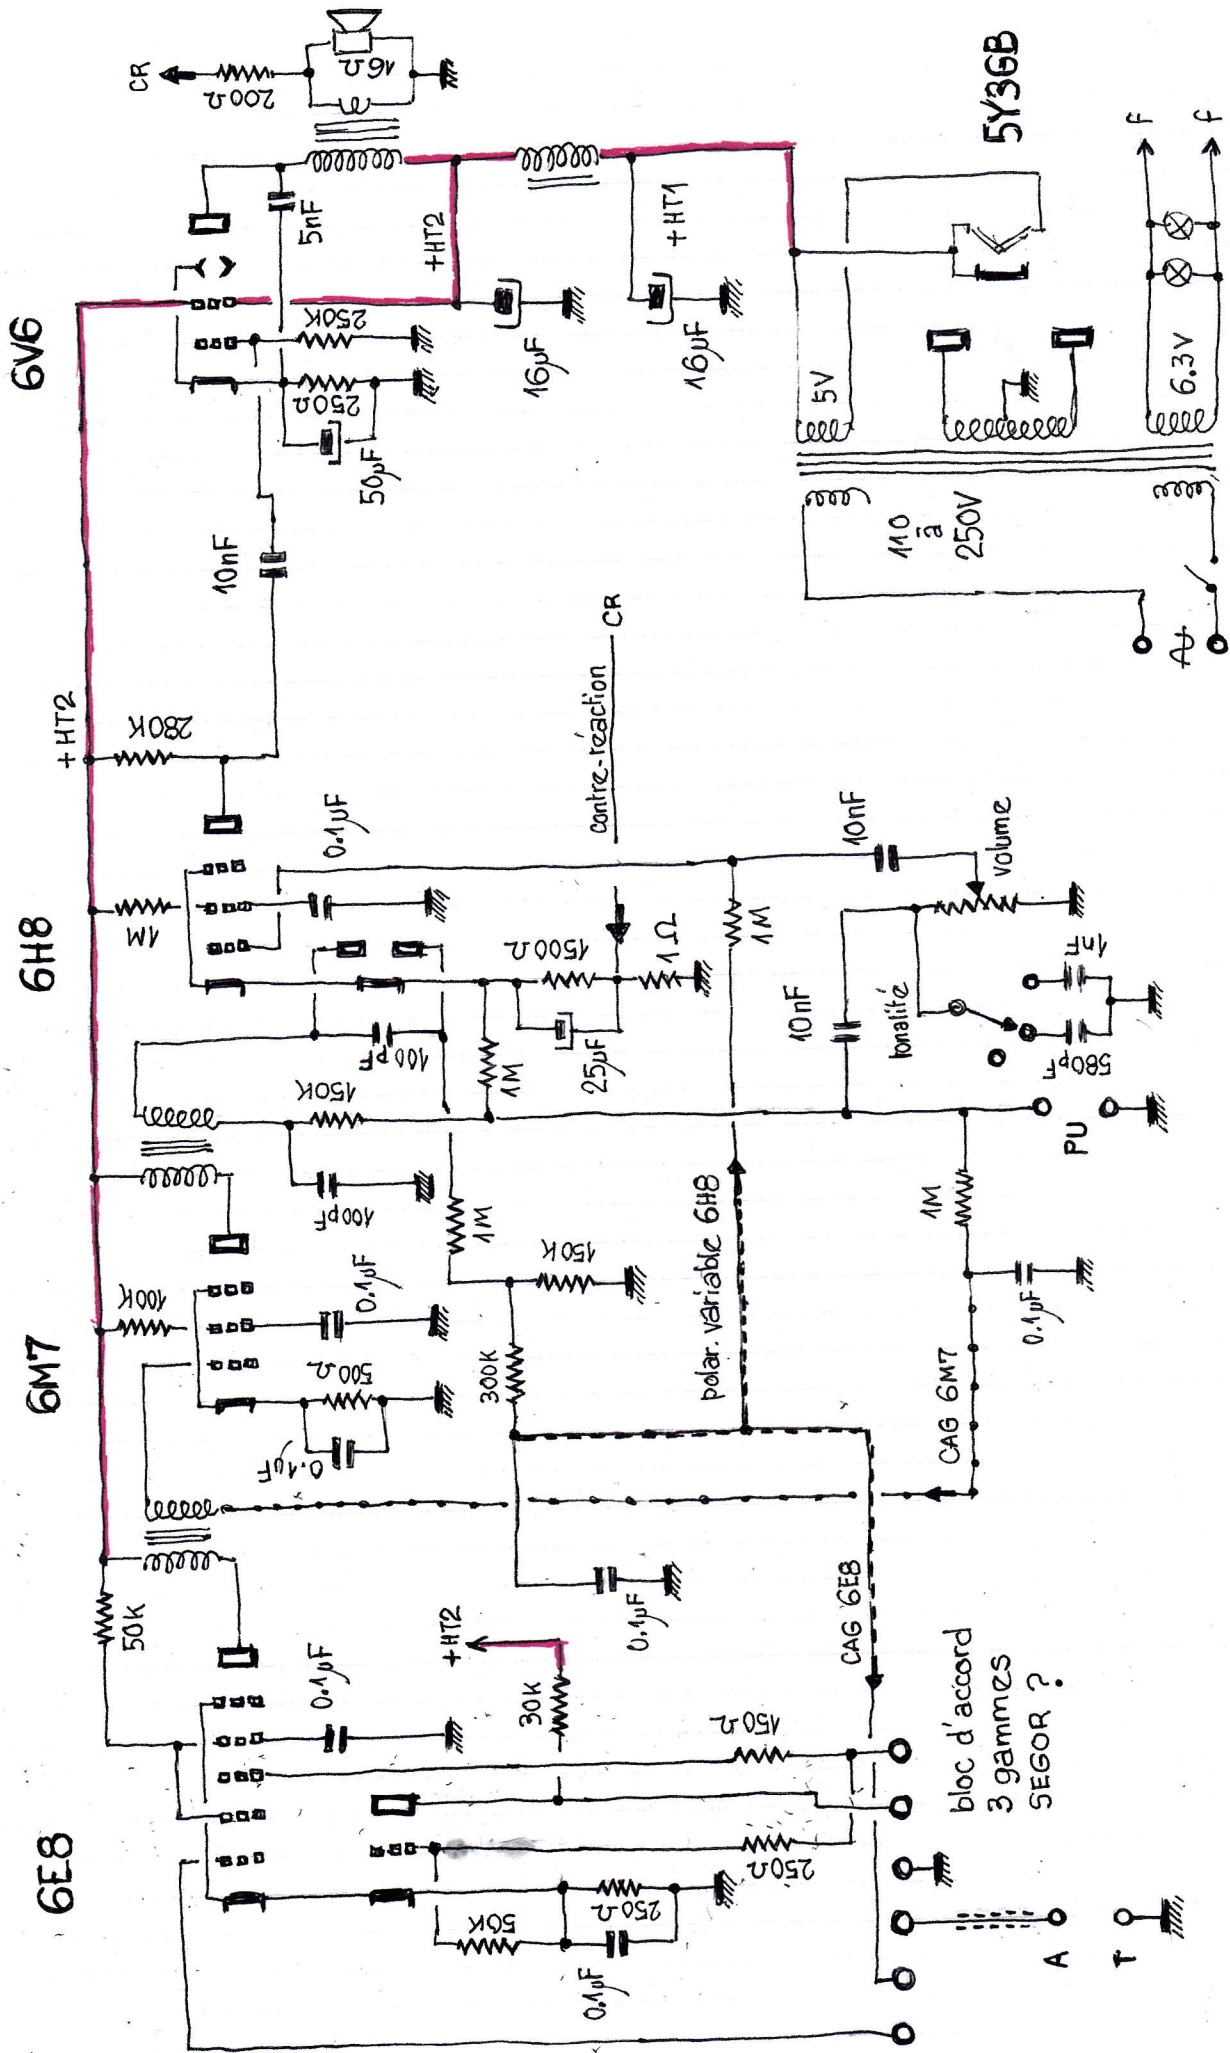 6E8
6M7
6H8
6V6
5Y3GB
50K
0.1µF
+HT2
30K
50K
250Ω
0.1µF
250Ω
150Ω
A
T
bloc d'accord
3 gammes
SEGOR ?
CAG 6E8
0.1µF
100K
0.1µF
500Ω
0.1µF
300K
150K
1M
polar. variable 6H8
CAG 6M7
0.1µF
1M
PU
100pF
150K
100pF
1M
1M
0.1µF
25µF
1500Ω
1Ω
contre-réaction
CR
1M
10nF
tonalité
580pF
1nF
10nF
volume
+HT2
280K
10nF
50µF
250Ω
250K
5nF
+HT2
16µF
16µF
+HT1
CR
200Ω
16Ω
110
à
250V
5V
6.3V
F
F